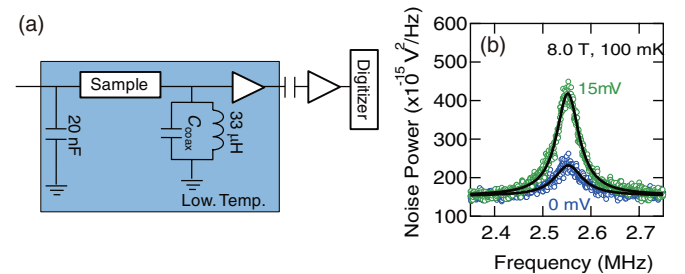 (a)
Sample
20 nF
C coax
33 μH
Low. Temp.
Digitizer
(b)
8.0 T, 100 mK
15mV
0 mV
Noise Power (x10^-15 V^2/Hz)
600
500
400
300
200
100
2.4 2.5 2.6 2.7
Frequency (MHz)